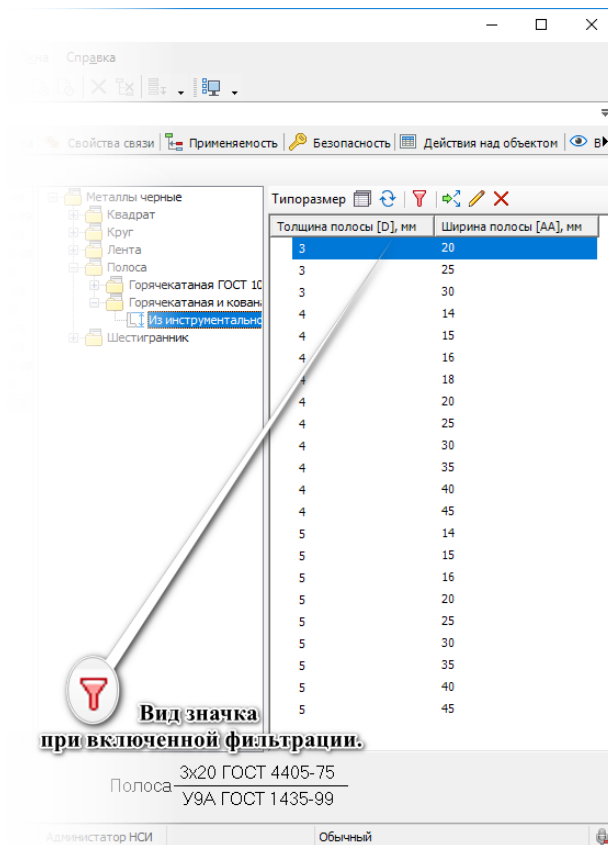 Справка
Свойства связи Применяемость Безопасность Действия над объектом В
Металлы черные
Квадрат
Круг
Лента
Полоса
Горячекатаная ГОСТ 10
Горячекатаная и кован
Из инструментально
Шестигранник
Типоразмер
Толщина полосы [D], мм Ширина полосы [AA], мм
3 20
3 25
3 30
4 14
4 15
4 16
4 18
4 20
4 25
4 30
4 35
4 40
4 45
5 14
5 15
5 16
5 20
5 25
5 30
5 35
5 40
5 45
Вид значка
при включенной фильтрации.
3x20 ГОСТ 4405-75
Полоса
У9А ГОСТ 1435-99
Администатор НСИ Обычный